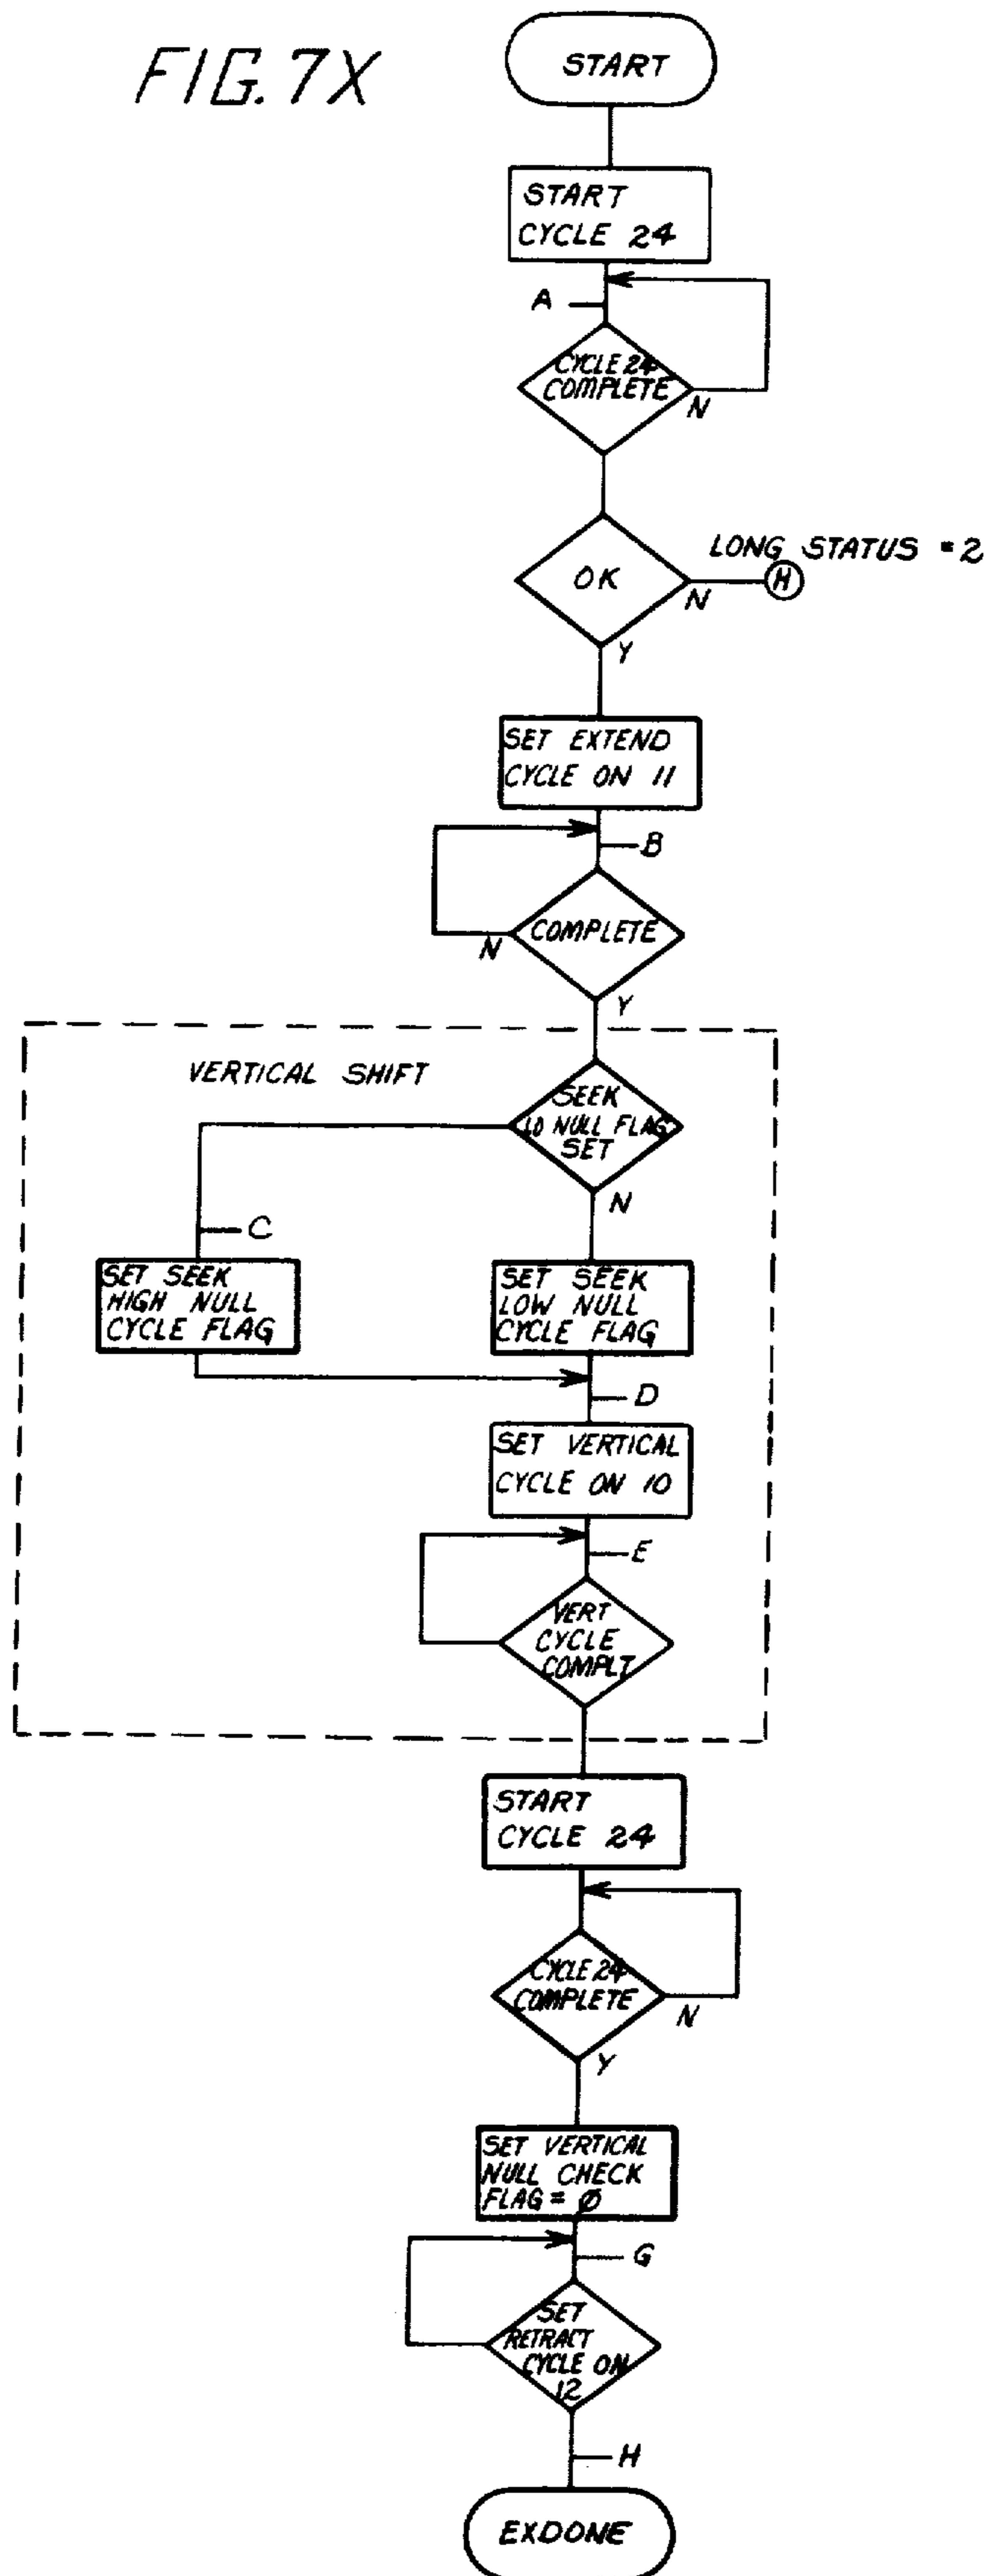 FIG. 7X
START
START
CYCLE 24
A
CYCLE 24
COMPLETE
N
LONG STATUS = 2
OK
N
H
Y
SET EXTEND
CYCLE ON 11
B
COMPLETE
N
Y
VERTICAL SHIFT
SEEK
LO NULL FLAG
SET
N
C
SET SEEK
HIGH NULL
CYCLE FLAG
SET SEEK
LOW NULL
CYCLE FLAG
D
SET VERTICAL
CYCLE ON 10
E
VERT
CYCLE
COMPLT
START
CYCLE 24
CYCLE 24
COMPLETE
N
Y
SET VERTICAL
NULL CHECK
FLAG = Ø
G
SET
RETRACT
CYCLE ON
12
H
EXDONE